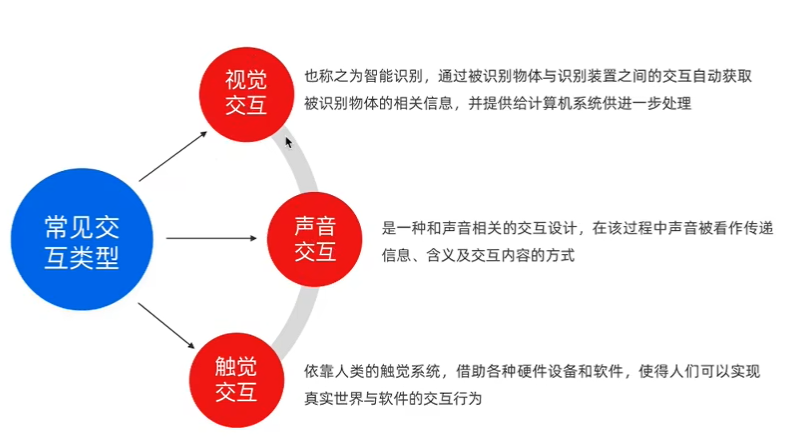 视觉
交互
也称之为智能识别，通过被识别物体与识别装置之间的交互自动获取
被识别物体的相关信息，并提供给计算机系统供进一步处理
常见交
互类型
声音
交互
是一种和声音相关的交互设计，在该过程中声音被看作传递
信息、含义及交互内容的方式
触觉
交互
依靠人类的触觉系统，借助各种硬件设备和软件，使得人们可以实现
真实世界与软件的交互行为